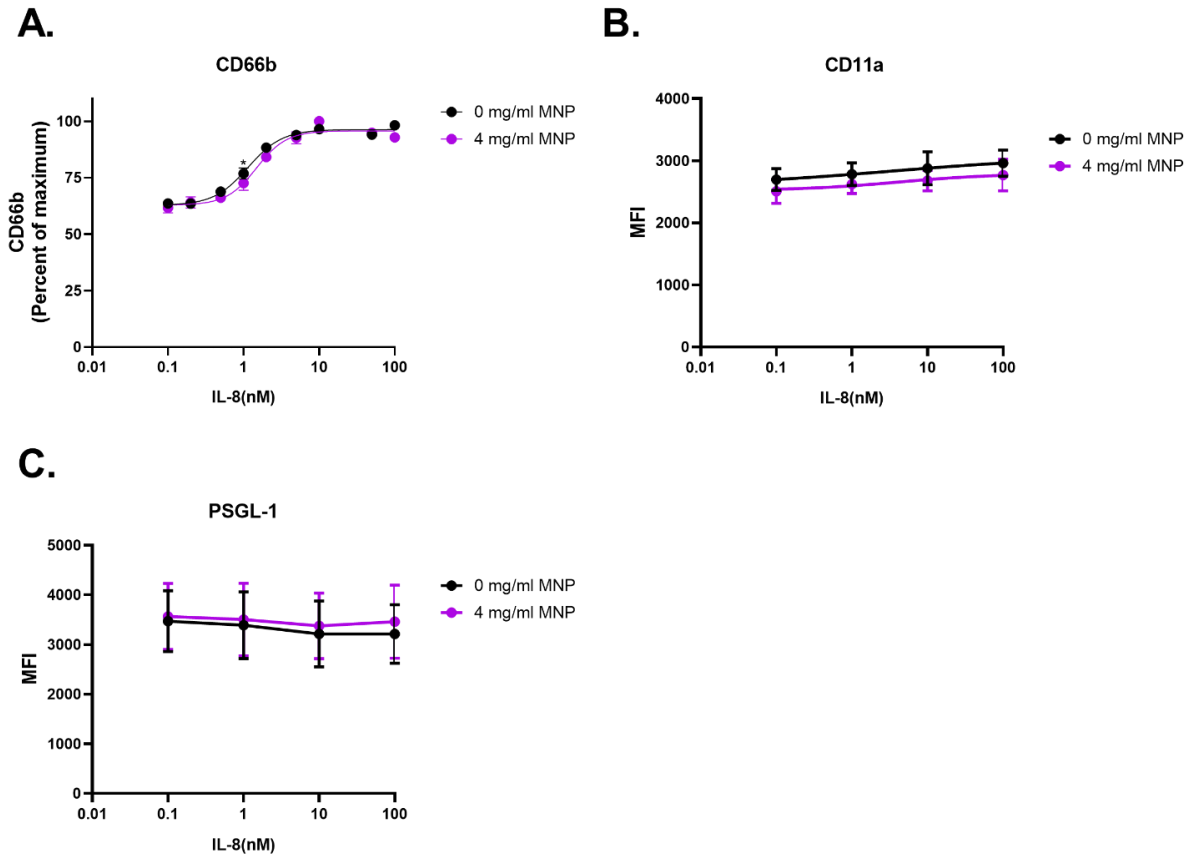 A.
CD66b
CD66b
(Percent of maximum)
100
75
50
25
0
*
0.01
0.1
1
10
100
IL-8(nM)
0 mg/ml MNP
4 mg/ml MNP
B.
CD11a
MFI
4000
3000
2000
1000
0
0.01
0.1
1
10
100
IL-8(nM)
0 mg/ml MNP
4 mg/ml MNP
C.
PSGL-1
MFI
5000
4000
3000
2000
1000
0
0.01
0.1
1
10
100
IL-8(nM)
0 mg/ml MNP
4 mg/ml MNP